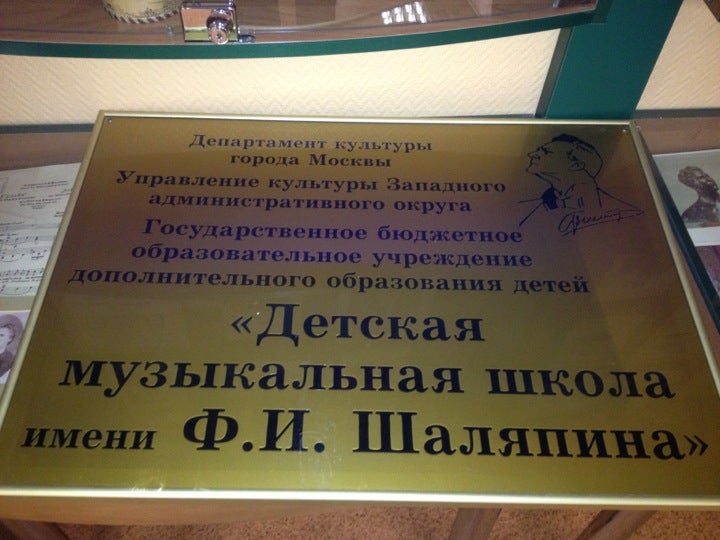 Департамент культуры
города Москвы
Управление культуры Западного
административного округа
Государственное бюджетное
образовательное учреждение
дополнительного образования детей
«Детская
музыкальная школа
имени Ф.И. Шаляпина»